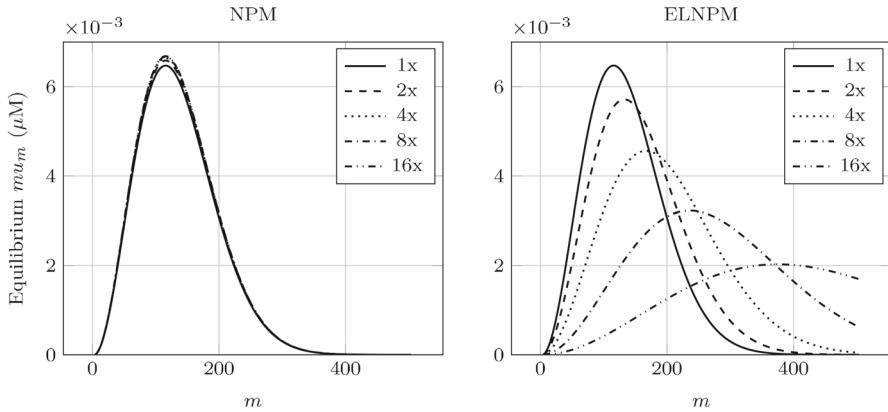 NPM
×10−3
Equilibrium mum (μM)
6
4
2
0
0
200
400
m
1x
2x
4x
8x
16x
ELNPM
×10−3
6
4
2
0
0
200
400
m
1x
2x
4x
8x
16x